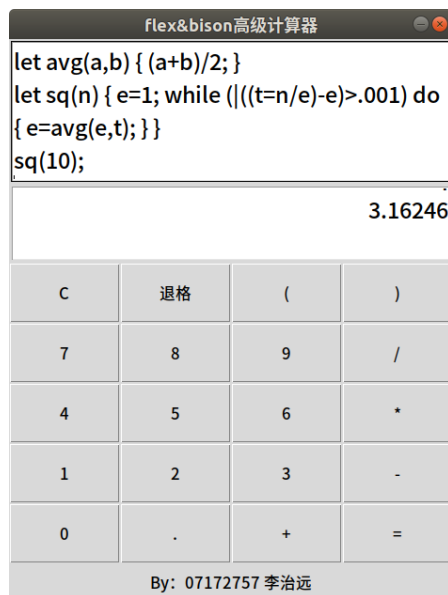 flex&bison高级计算器
let avg(a,b) { (a+b)/2; }
let sq(n) { e=1; while (|((t=n/e)-e)>.001) do
{ e=avg(e,t); } }
sq(10);
3.16246
C 退格 ( )
7 8 9 /
4 5 6 *
1 2 3 -
0 . + =
By：07172757 李治远